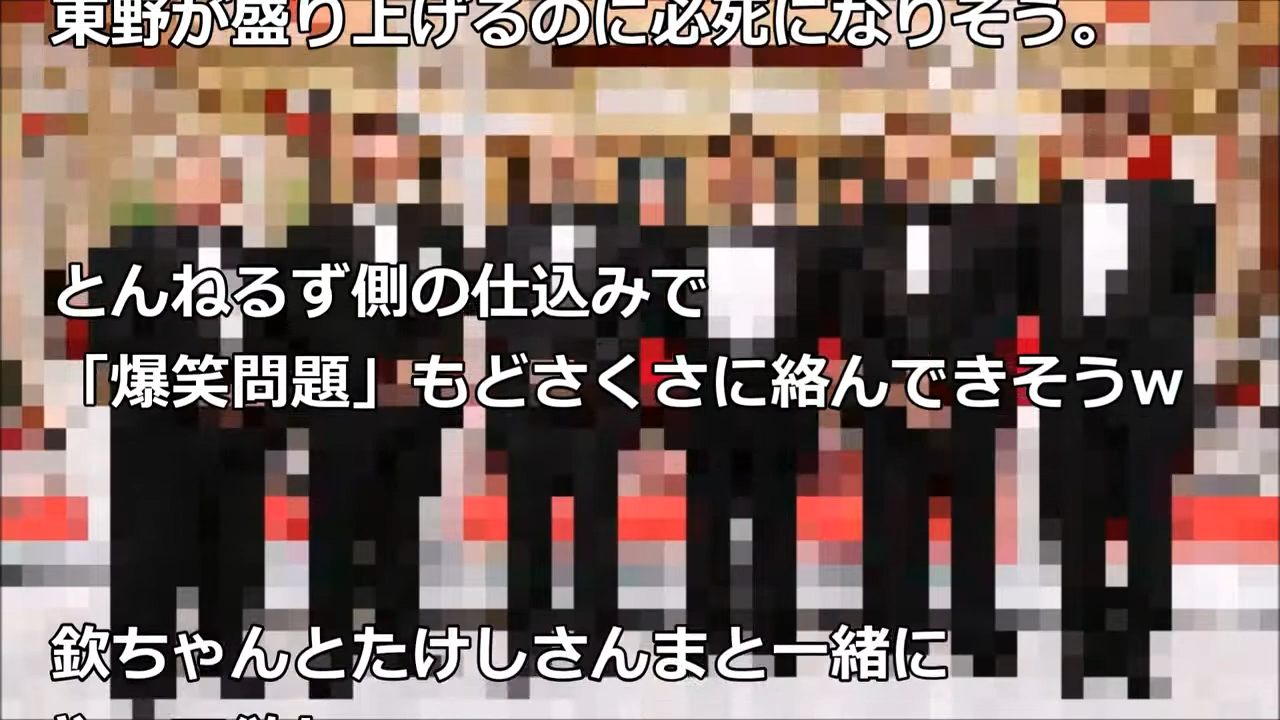 東野が盛り上げるのに必死になりそう。
とんねるず側の仕込みで
「爆笑問題」もどさくさに絡んできそうw
欽ちゃんとたけしさんまと一緒に